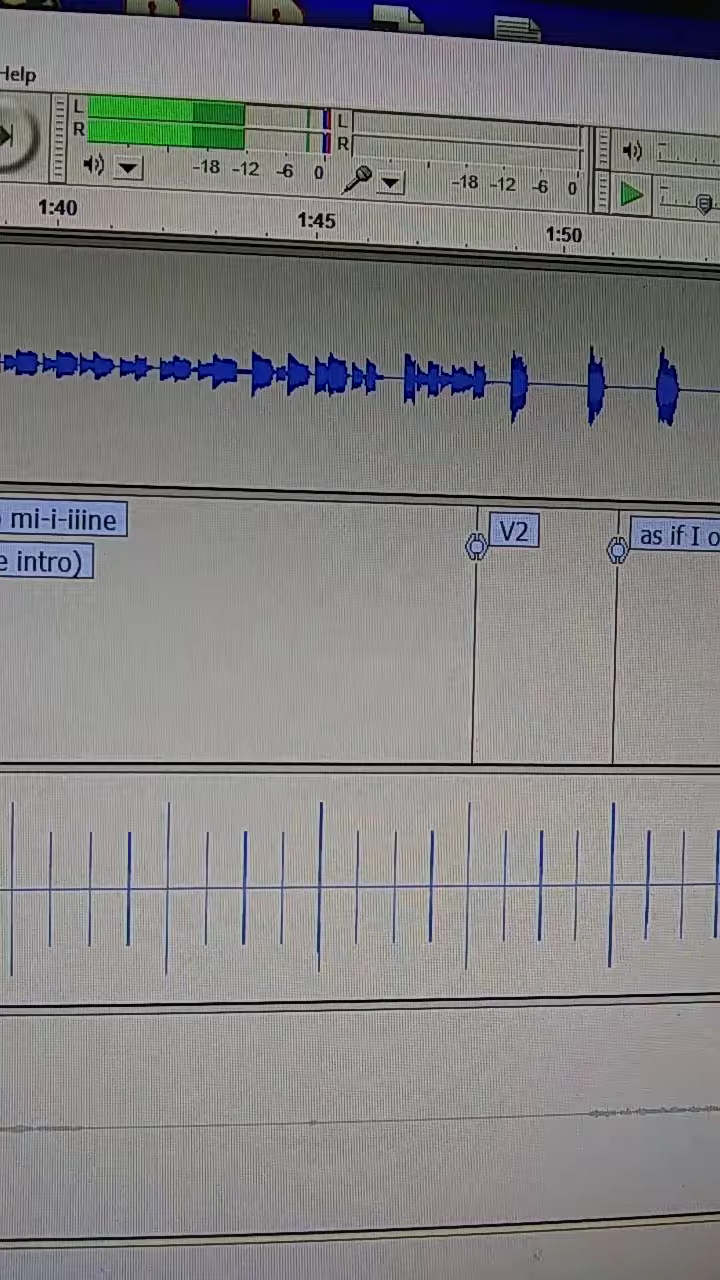 Help
L
R
-18 -12 -6 0
L
R
-18 -12 -6 0
1:40 1:45 1:50
mi-i-iiine
V2
as if I
intro)